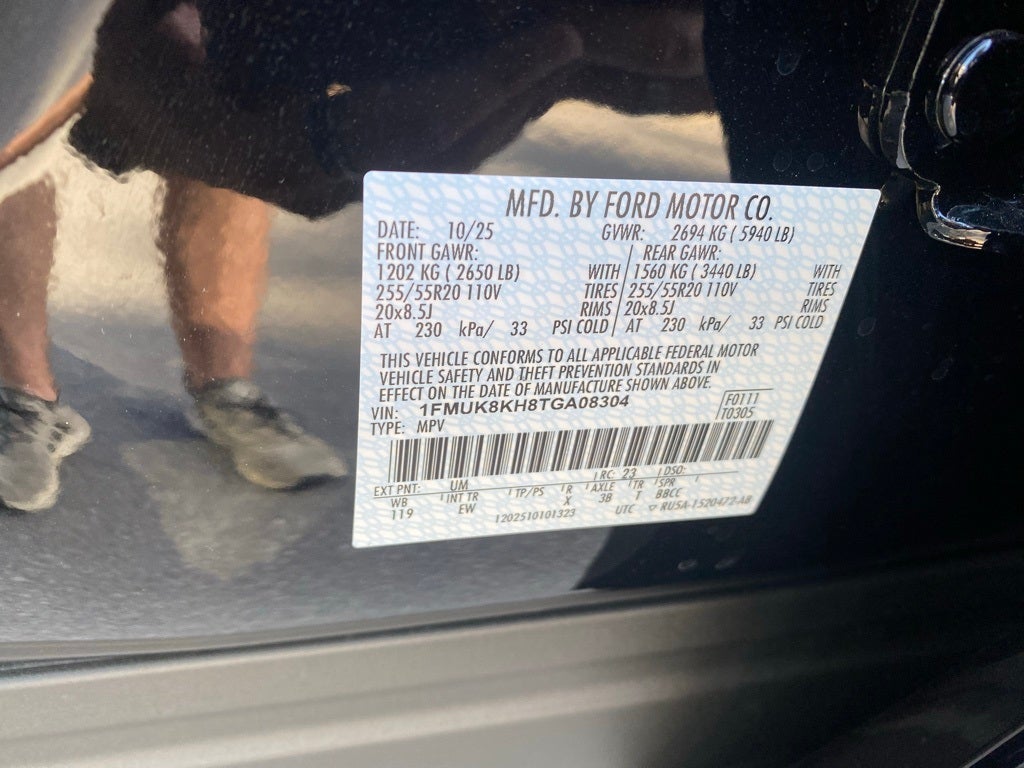 MFD. BY FORD MOTOR CO.
DATE: 10/25 GVWR: 2694 KG ( 5940 LB)
FRONT GAWR: REAR GAWR:
1202 KG ( 2650 LB) WITH 1560 KG ( 3440 LB) WITH
255/55R20 110V TIRES 255/55R20 110V TIRES
20x8.5J RIMS 20x8.5J RIMS
AT 230 kPa/ 33 PSI COLD AT 230 kPa/ 33 PSI COLD
THIS VEHICLE CONFORMS TO ALL APPLICABLE FEDERAL MOTOR
VEHICLE SAFETY AND THEFT PREVENTION STANDARDS IN
EFFECT ON THE DATE OF MANUFACTURE SHOWN ABOVE.
VIN: 1FMUK8KH8TGA08304 F0111
TYPE: MPV T0305
EXT PNT: UM RC: 23 DSO:
WB INT TR TP/PS R AXLE TR SPR
119 EW X 3B T BBCC
1202510101323 UTC ▽ RU5A-1520472-AB